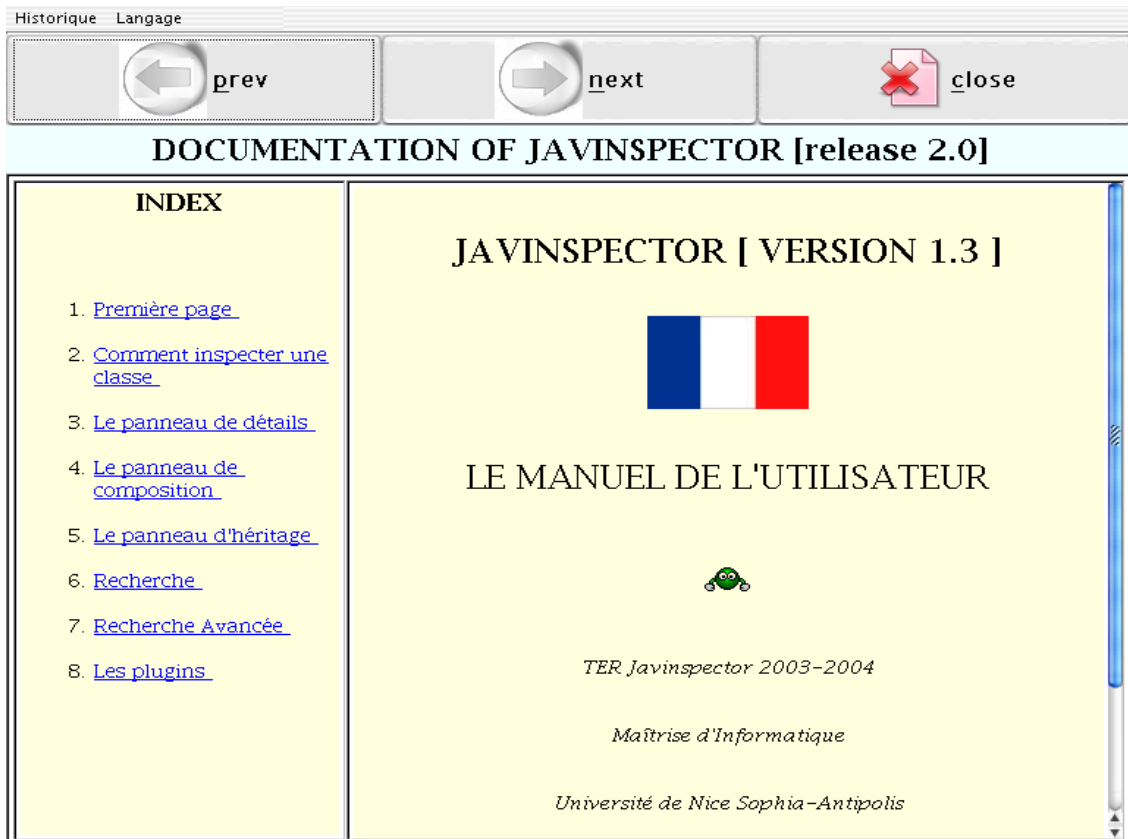 Historique Langage
prev next close
DOCUMENTATION OF JAVINSPECTOR [release 2.0]
INDEX
1. Première page
2. Comment inspecter une
classe
3. Le panneau de détails
4. Le panneau de
composition
5. Le panneau d'héritage
6. Recherche
7. Recherche Avancée
8. Les plugins
JAVINSPECTOR [ VERSION 1.3 ]
LE MANUEL DE L'UTILISATEUR
TER Javinspector 2003-2004
Maîtrise d'Informatique
Université de Nice Sophia-Antipolis